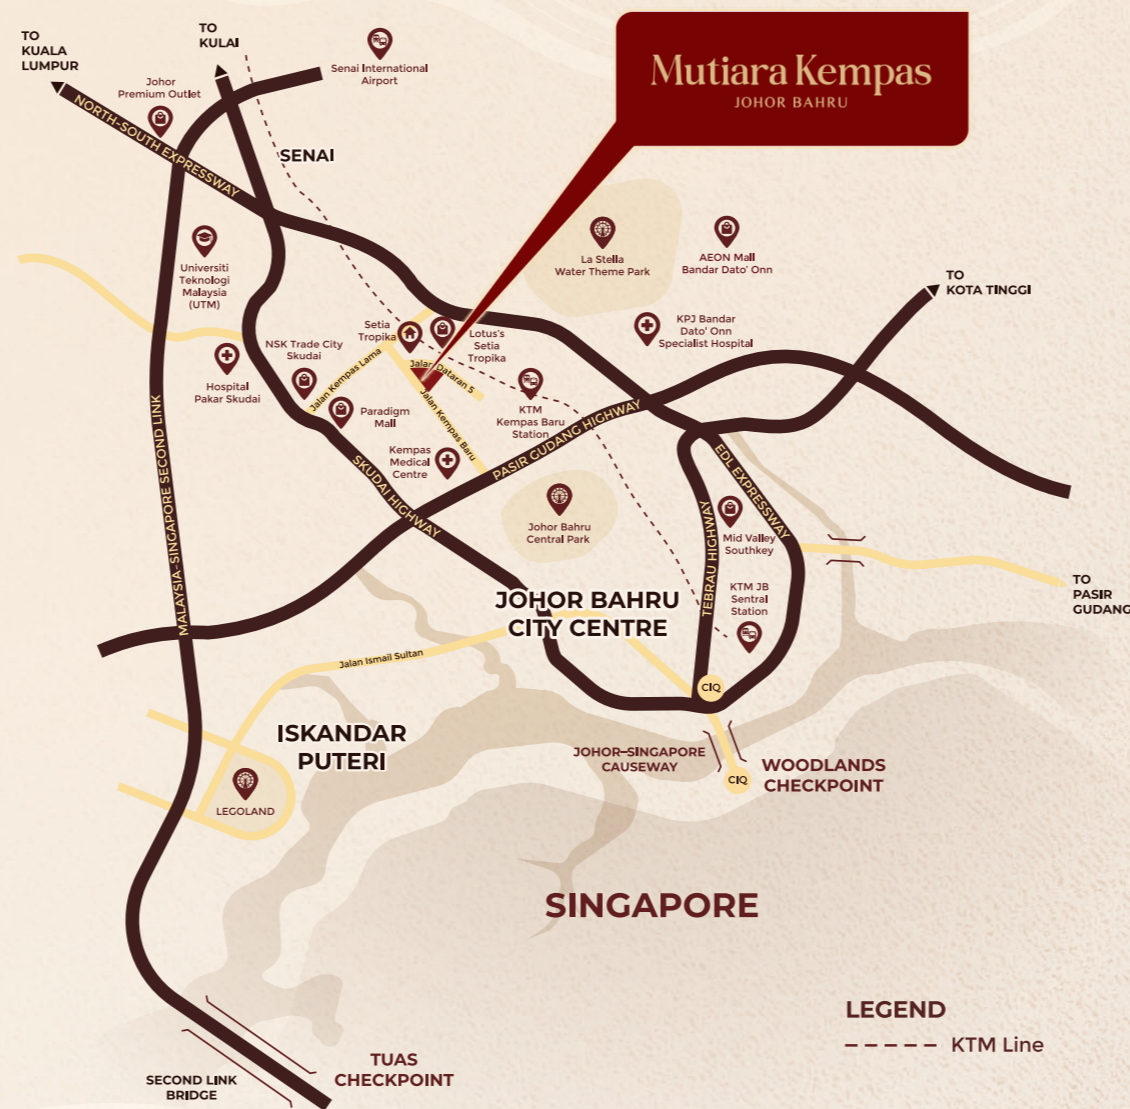 TO
KUALA
LUMPUR
TO
KULAI
Senai International
Airport
Johor
Premium Outlet
Mutiara Kempas
JOHOR BAHRU
NORTH-SOUTH EXPRESSWAY
SENAI
Universiti
Teknologi
Malaysia
(UTM)
La Stella
Water Theme Park
AEON Mall
Bandar Dato' Onn
TO
KOTA TINGGI
KPJ Bandar
Dato' Onn
Specialist Hospital
Setia
Tropika
Lotus's
Setia
Tropika
NSK Trade City
Skudai
Hospital
Pakar Skudai
Jalan Kempas Lama
Jalan Dataran 5
Jalan Kempas Baru
Paradigm
Mall
KTM
Kempas Baru
Station
Kempas
Medical
Centre
PASIR GUDANG HIGHWAY
SKUDAI HIGHWAY
MALAYSIA-SINGAPORE SECOND LINK
EDL EXPRESSWAY
TEBRAU HIGHWAY
Johor Bahru
Central Park
Mid Valley
Southkey
KTM JB
Sentral
Station
TO
PASIR
GUDANG
JOHOR BAHRU
CITY CENTRE
Jalan Ismail Sultan
CIQ
ISKANDAR
PUTERI
JOHOR–SINGAPORE
CAUSEWAY
CIQ
WOODLANDS
CHECKPOINT
LEGOLAND
SINGAPORE
LEGEND
KTM Line
TUAS
CHECKPOINT
SECOND LINK
BRIDGE